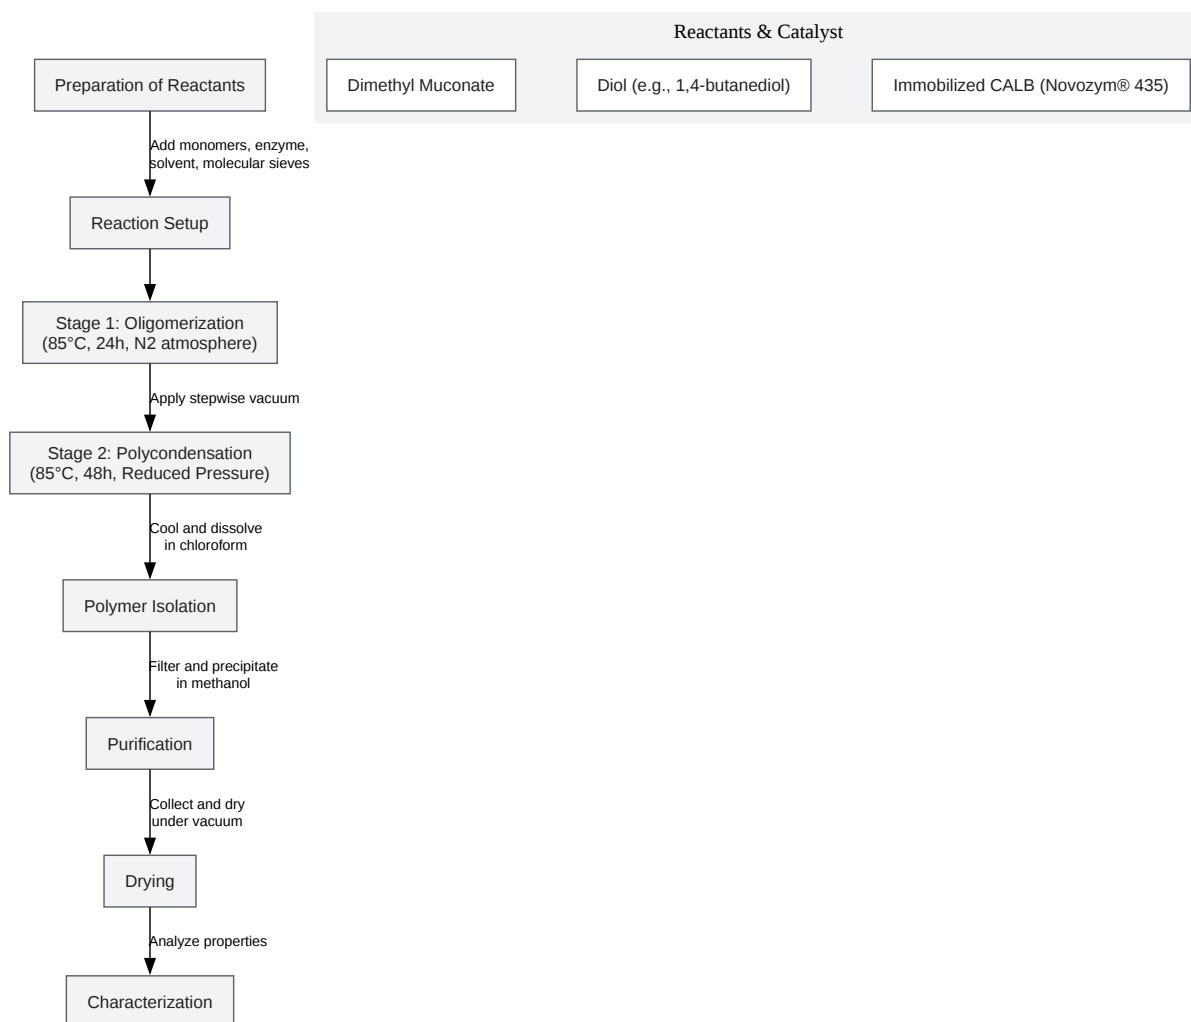 Reactants & Catalyst
Preparation of Reactants
Dimethyl Muconate
Diol (e.g., 1,4-butanediol)
Immobilized CALB (Novozym® 435)
Add monomers, enzyme,
solvent, molecular sieves
Reaction Setup
Stage 1: Oligomerization
(85°C, 24h, N2 atmosphere)
Apply stepwise vacuum
Stage 2: Polycondensation
(85°C, 48h, Reduced Pressure)
Cool and dissolve
in chloroform
Polymer Isolation
Filter and precipitate
in methanol
Purification
Collect and dry
under vacuum
Drying
Analyze properties
Characterization